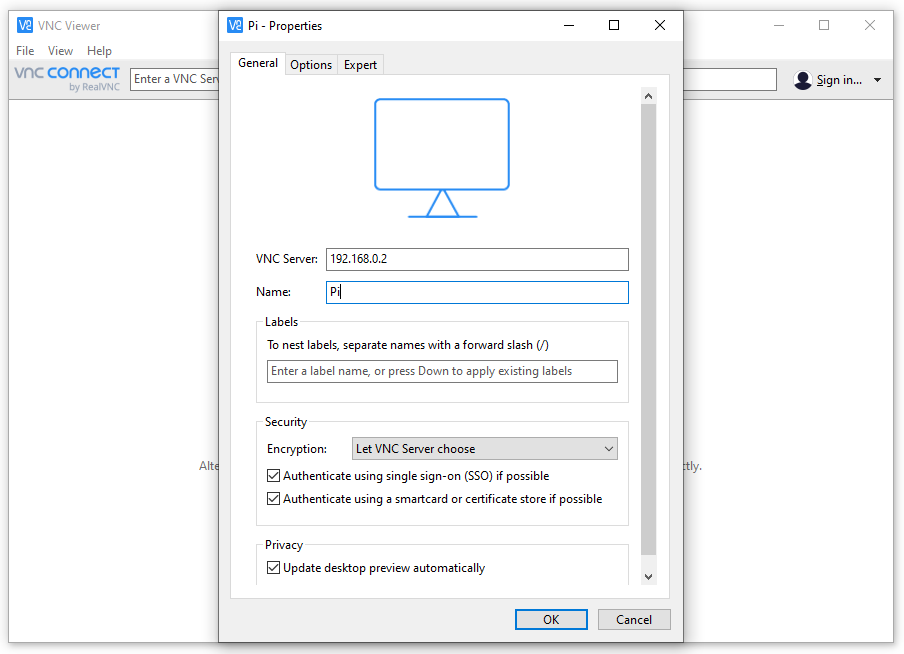 VNC Viewer
File View Help
vnc connect
by RealVNC
Enter a VNC Ser
Sign in...
Alte
ctly.
Pi - Properties
General Options Expert
VNC Server: 192.168.0.2
Name: Pi
Labels
To nest labels, separate names with a forward slash (/)
Enter a label name, or press Down to apply existing labels
Security
Encryption: Let VNC Server choose
Authenticate using single sign-on (SSO) if possible
Authenticate using a smartcard or certificate store if possible
Privacy
Update desktop preview automatically
OK Cancel